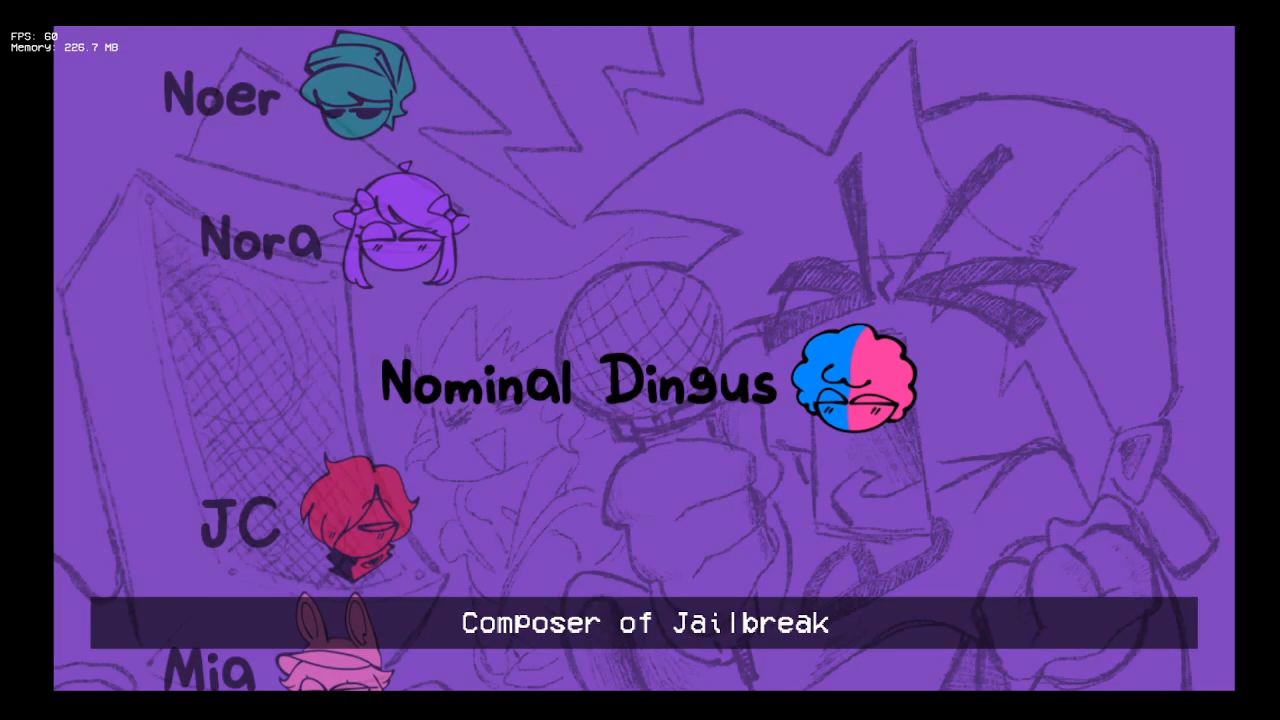 FPS: 60
Memory: 226.7 MB
Noer
Nora
Nominal Dingus
JC
Mia
Composer of Jailbreak